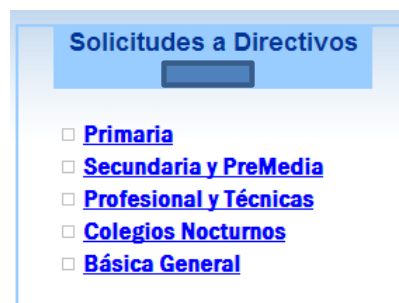 Solicitudes a Directivos
Primaria
Secundaria y PreMedia
Profesional y Técnicas
Colegios Nocturnos
Básica General